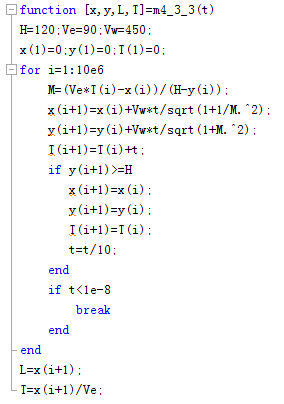 function [x,y,L,T]=m4_3_3(t)
H=120;Ve=90;Vw=450;
x(1)=0;y(1)=0;T(1)=0;
for i=1:10e6
M=(Ve*T(i)-x(i))/(H-y(i));
x(i+1)=x(i)+Vw*t/sqrt(1+1/M.^2);
y(i+1)=y(i)+Vw*t/sqrt(1+M.^2);
T(i+1)=T(i)+t;
if y(i+1)>=H
x(i+1)=x(i);
y(i+1)=y(i);
T(i+1)=T(i);
t=t/10;
end
if t<1e-8
break
end
end
L=x(i+1);
T=x(i+1)/Ve;